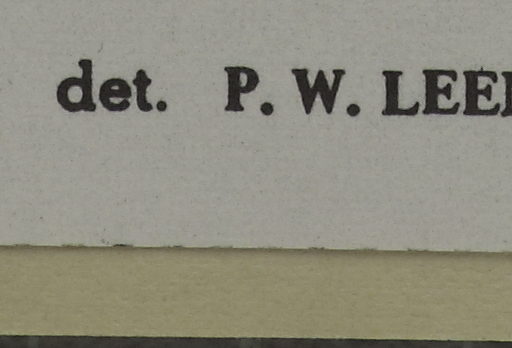 det. P. W. LEE